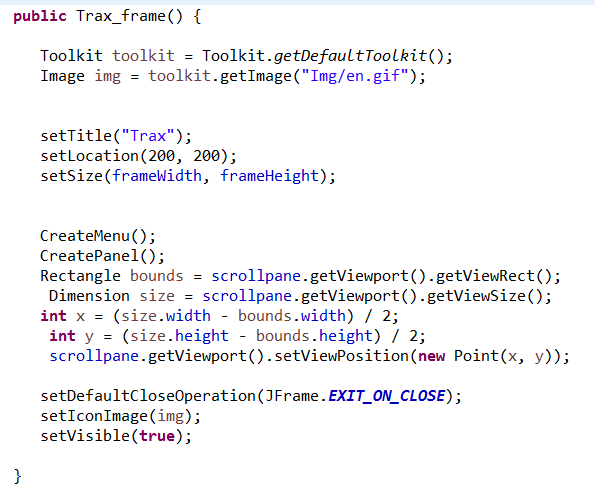 public Trax_frame() {
Toolkit toolkit = Toolkit.getDefaultToolkit();
Image img = toolkit.getImage("Img/en.gif");
setTitle("Trax");
setLocation(200, 200);
setSize(frameWidth, frameHeight);
CreateMenu();
CreatePanel();
Rectangle bounds = scrollpane.getViewport().getViewRect();
Dimension size = scrollpane.getViewport().getViewSize();
int x = (size.width - bounds.width) / 2;
int y = (size.height - bounds.height) / 2;
scrollpane.getViewport().setViewPosition(new Point(x, y));
setDefaultCloseOperation(JFrame.EXIT_ON_CLOSE);
setIconImage(img);
setVisible(true);
}